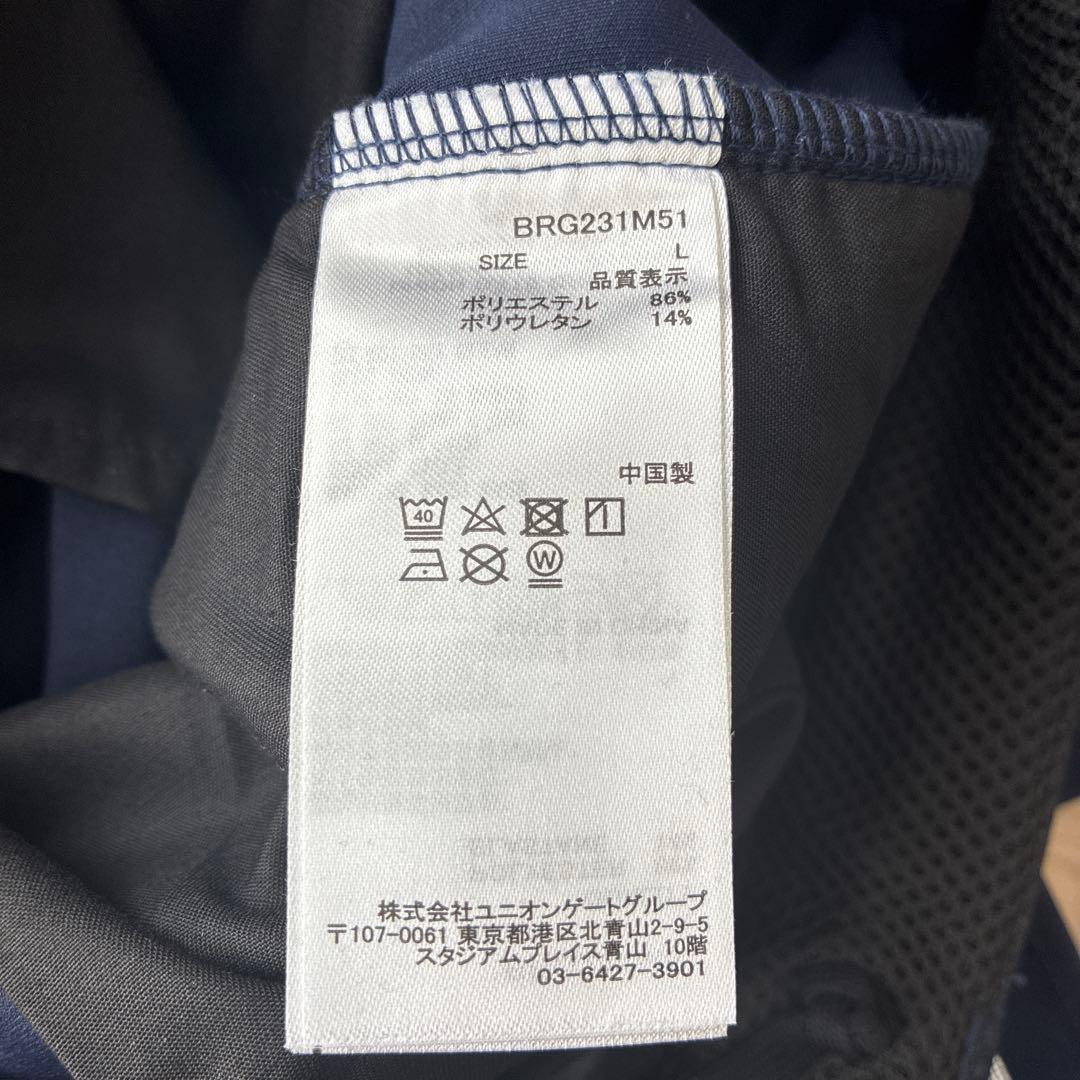 BRG231M51
SIZE L
品質表示
ポリエステル 86%
ポリウレタン 14%
中国製
40
W
株式会社ユニオンゲートグループ
〒107-0061 東京都港区北青山2-9-5
スタジアムプレイス青山 10階
03-6427-3901